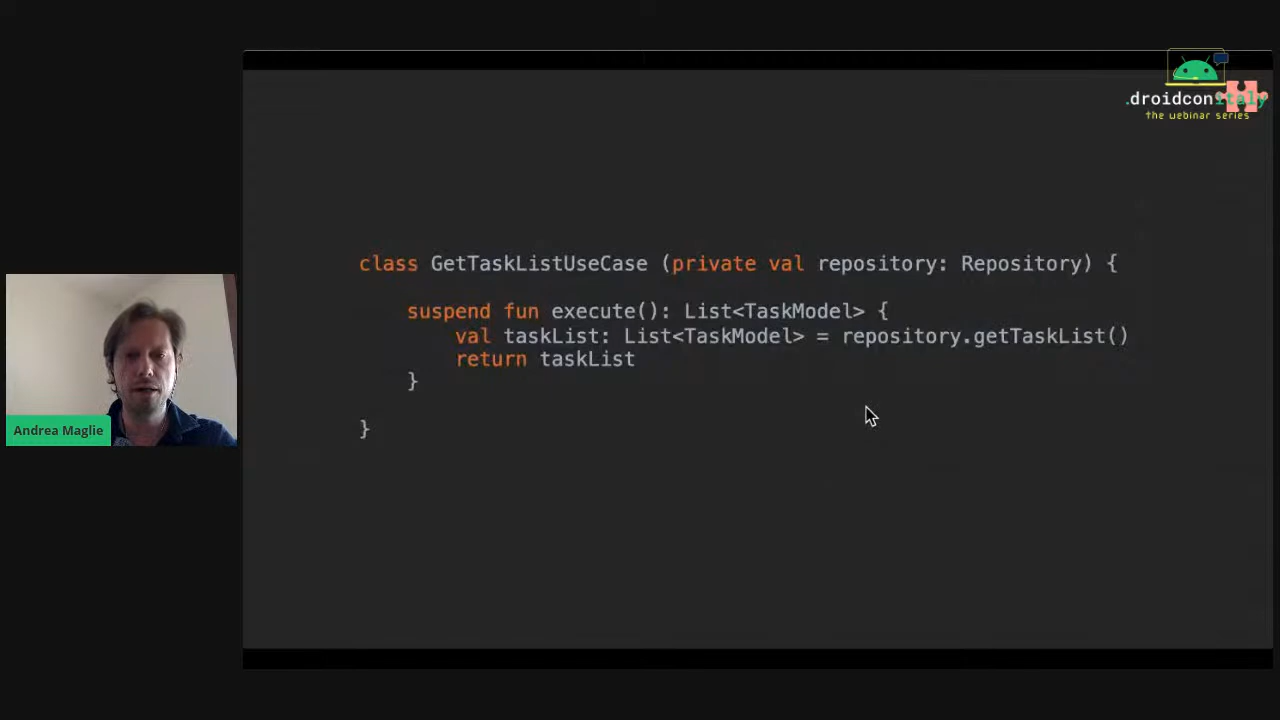 .droidconitaly
the webinar series
class GetTaskListUseCase (private val repository: Repository) {
suspend fun execute(): List<TaskModel> {
val taskList: List<TaskModel> = repository.getTaskList()
return taskList
}
}
Andrea Maglie